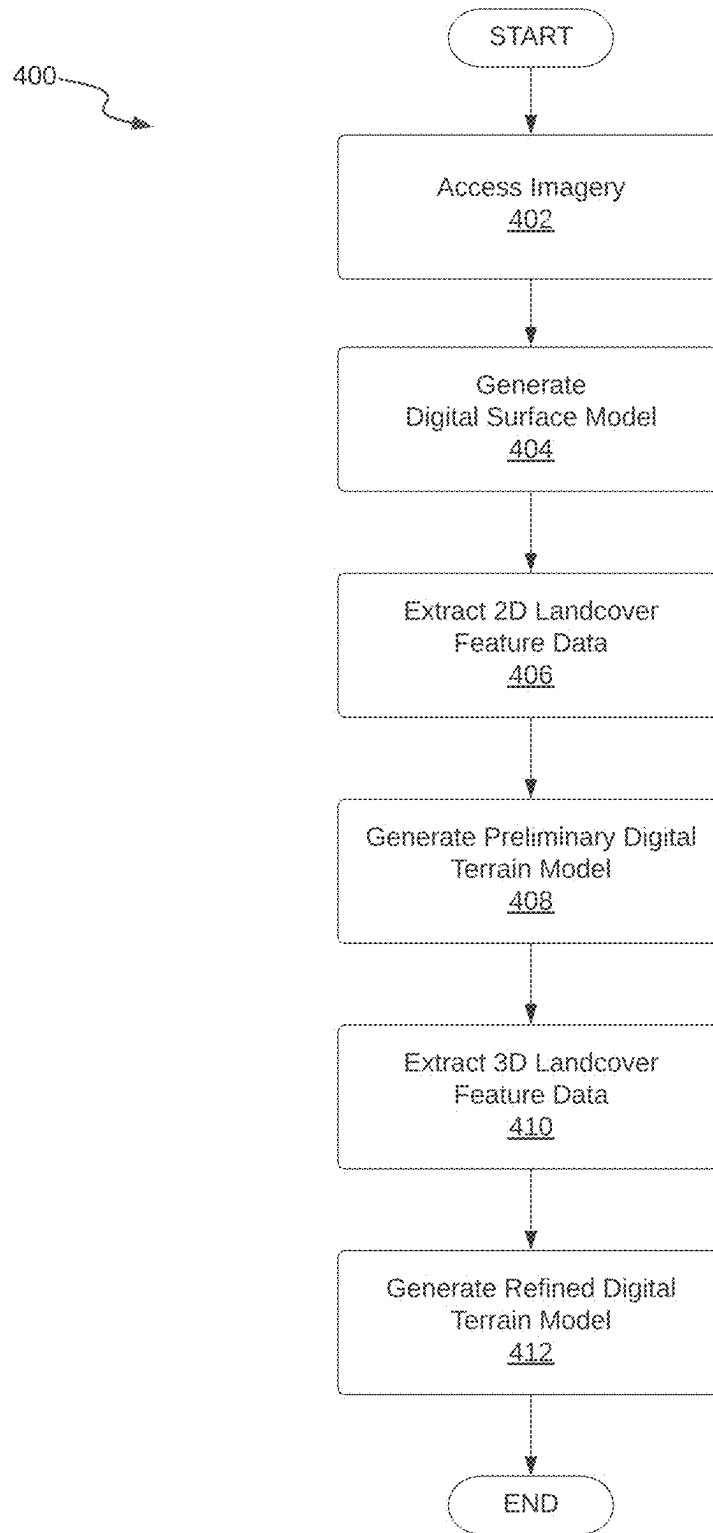 START
400
Access Imagery
402
Generate
Digital Surface Model
404
Extract 2D Landcover
Feature Data
406
Generate Preliminary Digital
Terrain Model
408
Extract 3D Landcover
Feature Data
410
Generate Refined Digital
Terrain Model
412
END